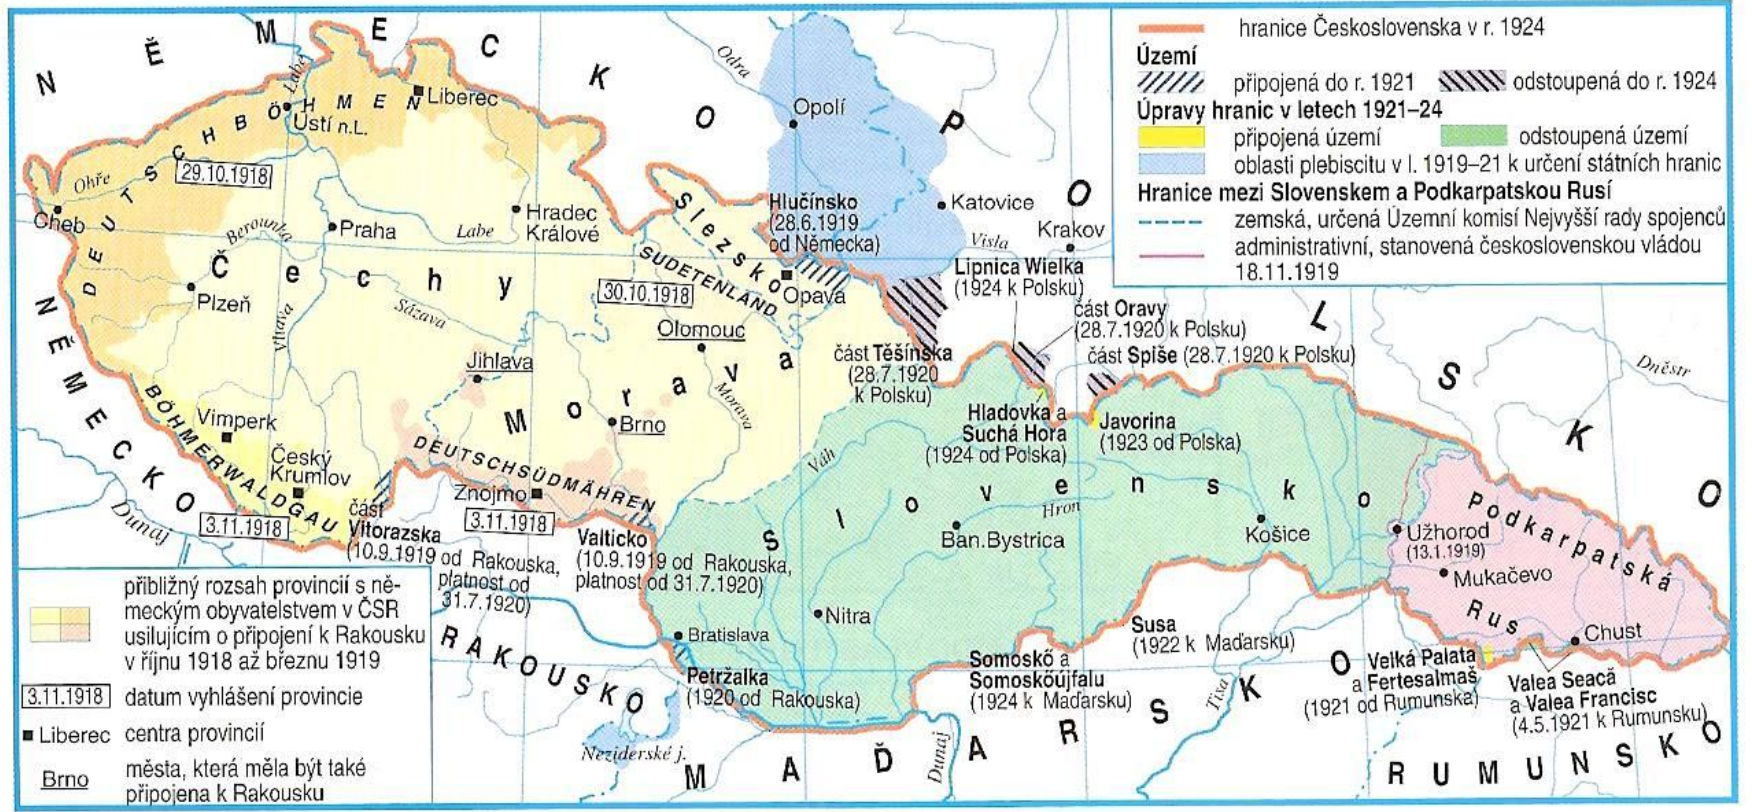 NĚMECKO
POLSKO
hranice Československa v r. 1924
Území
připojená do r. 1921
odstoupená do r. 1924
Úpravy hranic v letech 1921–24
připojená území
odstoupená území
oblasti plebiscitu v l. 1919–21 k určení státních hranic
Hranice mezi Slovenskem a Podkarpatskou Rusí
zemská, určená Územní komisí Nejvyšší rady spojenců
administrativní, stanovená československou vládou
18.11.1919
Labe
Liberec
DEUTSCHBÖHMEN
Ústí n.L.
29.10.1918
Ohře
Cheb
Berounka
Praha
Labe
Hradec
Králové
Čechy
Plzeň
Vltava
Sázava
Odra
Opolí
Katovice
Krakov
Visla
Slezsko
Hlučínsko
(28.6.1919
od Německa)
SUDETENLAND
30.10.1918
Opava
Olomouc
Lipnica Wielka
(1924 k Polsku)
část Oravy
(28.7.1920 k Polsku)
část Spiše (28.7.1920 k Polsku)
část Těšínska
(28.7.1920
k Polsku)
Dněstr
NĚMECKO
Jihlava
Morava
Morava
Brno
Vimperk
Český
Krumlov
BÖHMERWALDGAU
3.11.1918
Dunaj
DEUTSCHSÜDMÄHREN
Znojmo
3.11.1918
část
Vitorazska
(10.9.1919 od Rakouska,
platnost od
31.7.1920)
Valticko
(10.9.1919 od Rakouska,
platnost od 31.7.1920)
Hladovka a
Suchá Hora
(1924 od Polska)
Javorina
(1923 od Polska)
Váh
Slovensko
Hron
Ban.Bystrica
Košice
Nitra
Bratislava
Petržalka
(1920 od Rakouska)
Užhorod
(13.1.1919)
Mukačevo
Podkarpatská
Rus
Chust
Susa
(1922 k Maďarsku)
Somoskő a
Somoskőújfalu
(1924 k Maďarsku)
Velká Palata
a Fertesalmaš
(1921 od Rumunska)
Valea Seacă
a Valea Francisc
(4.5.1921 k Rumunsku)
Tisa
Dunaj
Neziderské j.
RAKOUSKO
MAĎARSKO
RUMUNSKO
přibližný rozsah provincií s ně-
meckým obyvatelstvem v ČSR
usilujícím o připojení k Rakousku
v říjnu 1918 až březnu 1919
3.11.1918 datum vyhlášení provincie
Liberec centra provincií
Brno města, která měla být také
připojena k Rakousku